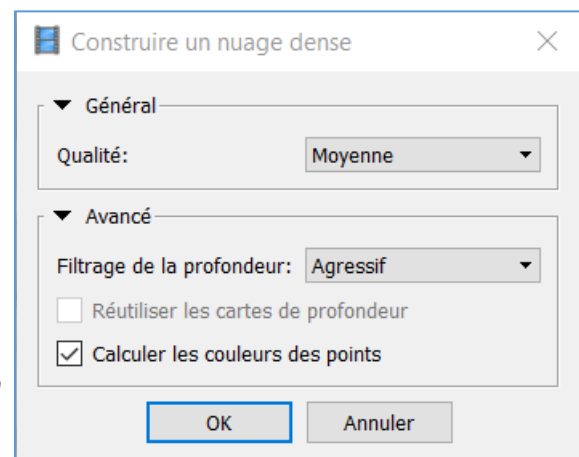 Construire un nuage dense
Général
Qualité: Moyenne
Avancé
Filtrage de la profondeur: Agressif
Réutiliser les cartes de profondeur
Calculer les couleurs des points
OK Annuler